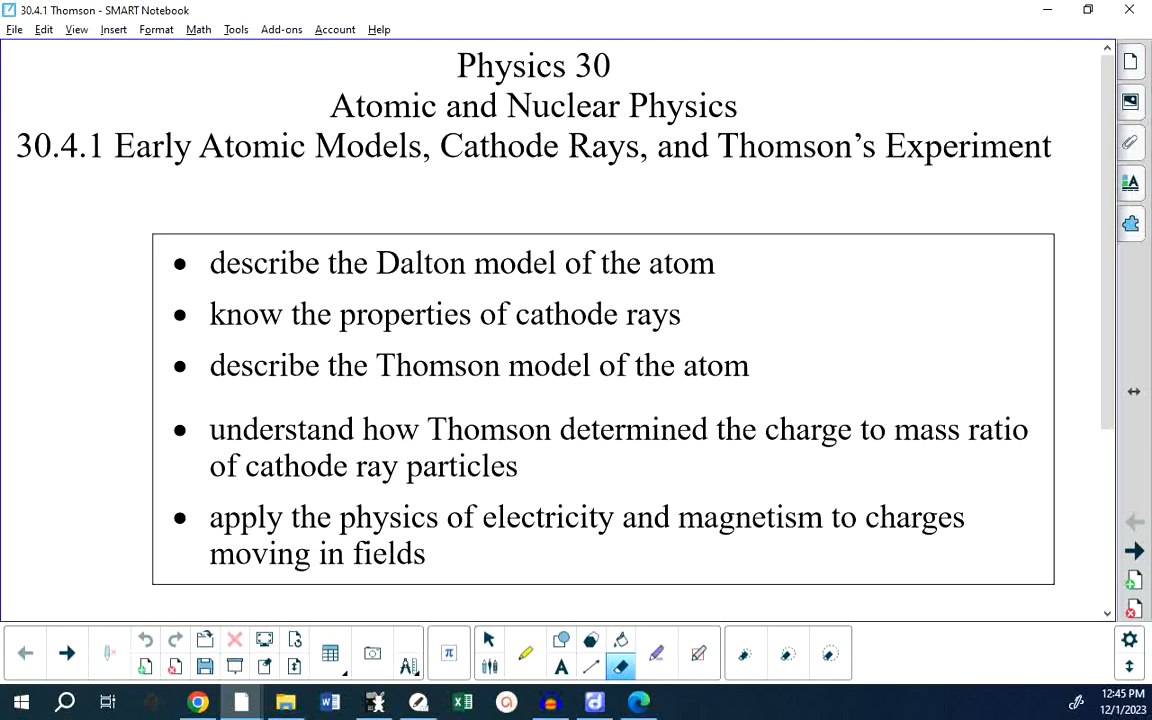 30.4.1 Thomson - SMART Notebook
File Edit View Insert Format Math Tools Add-ons Account Help
Physics 30
Atomic and Nuclear Physics
30.4.1 Early Atomic Models, Cathode Rays, and Thomson’s Experiment
• describe the Dalton model of the atom
• know the properties of cathode rays
• describe the Thomson model of the atom
• understand how Thomson determined the charge to mass ratio
of cathode ray particles
• apply the physics of electricity and magnetism to charges
moving in fields
12:45 PM
12/1/2023